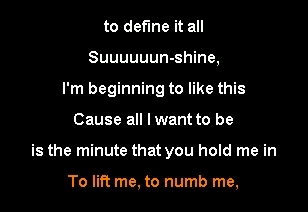 to define it all
Suuuuuun-shine,
I'm beginning to like this
Cause all I want to be
is the minute that you hold me in
To lift me, to numb me,